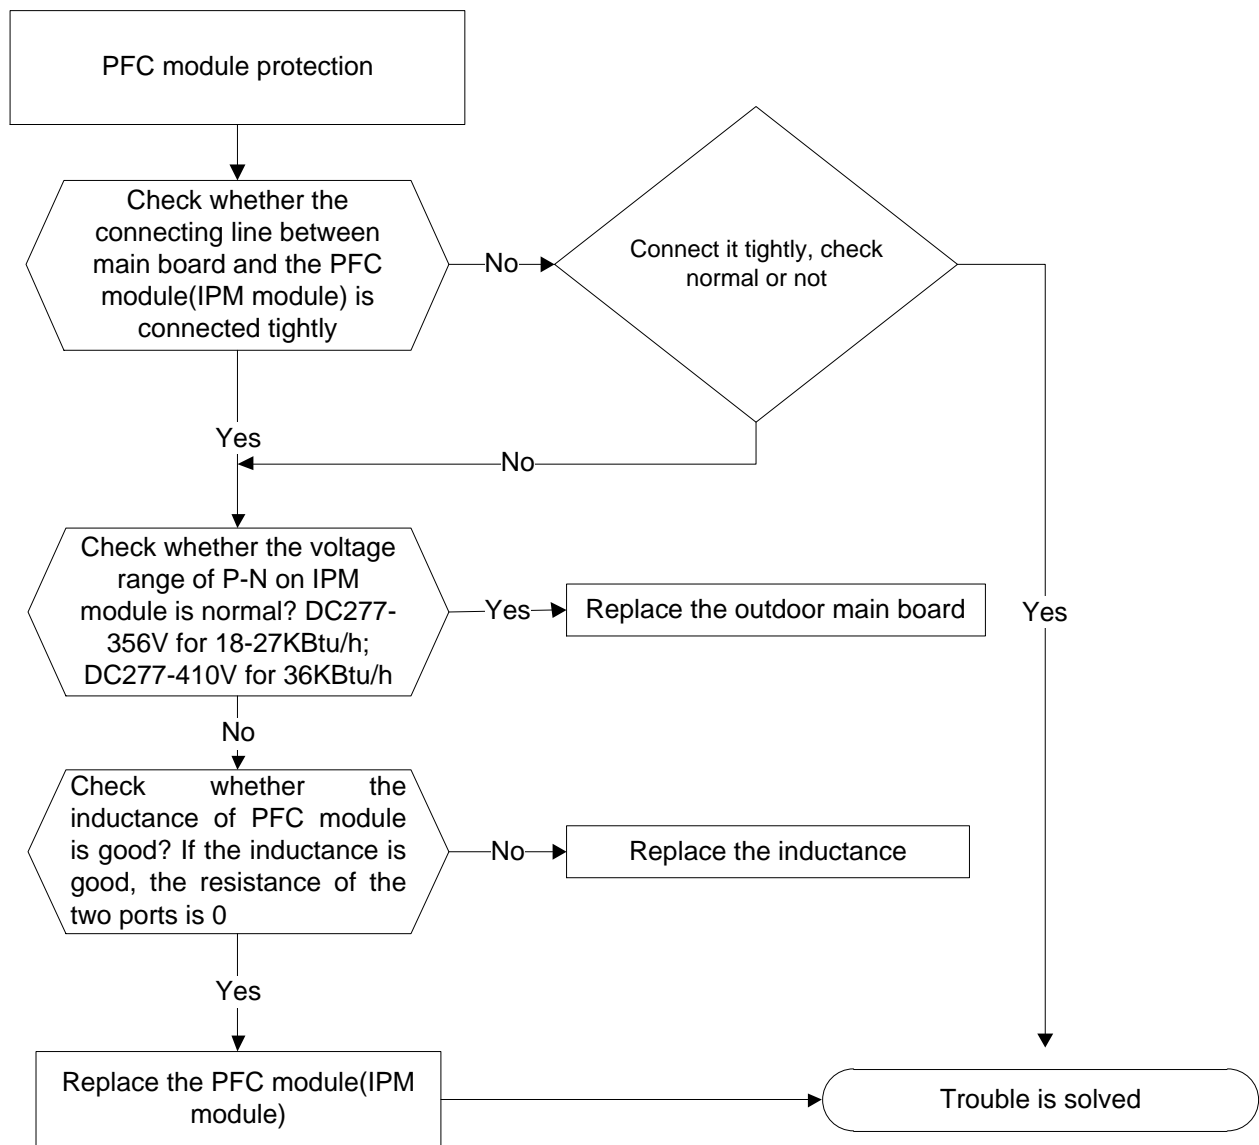 PFC module protection
Check whether the
connecting line between
main board and the PFC
module(IPM module) is
connected tightly
No
Connect it tightly, check
normal or not
Yes
No
Check whether the voltage
range of P-N on IPM
module is normal? DC277-
356V for 18-27KBtu/h;
DC277-410V for 36KBtu/h
Yes
Replace the outdoor main board
Yes
No
Check whether the
inductance of PFC module
is good? If the inductance is
good, the resistance of the
two ports is 0
No
Replace the inductance
Yes
Replace the PFC module(IPM
module)
Trouble is solved